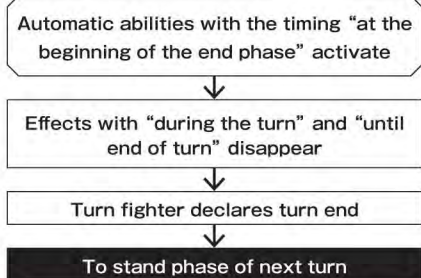 Automatic abilities with the timing “at the
beginning of the end phase” activate
Effects with “during the turn” and “until
end of turn” disappear
Turn fighter declares turn end
To stand phase of next turn